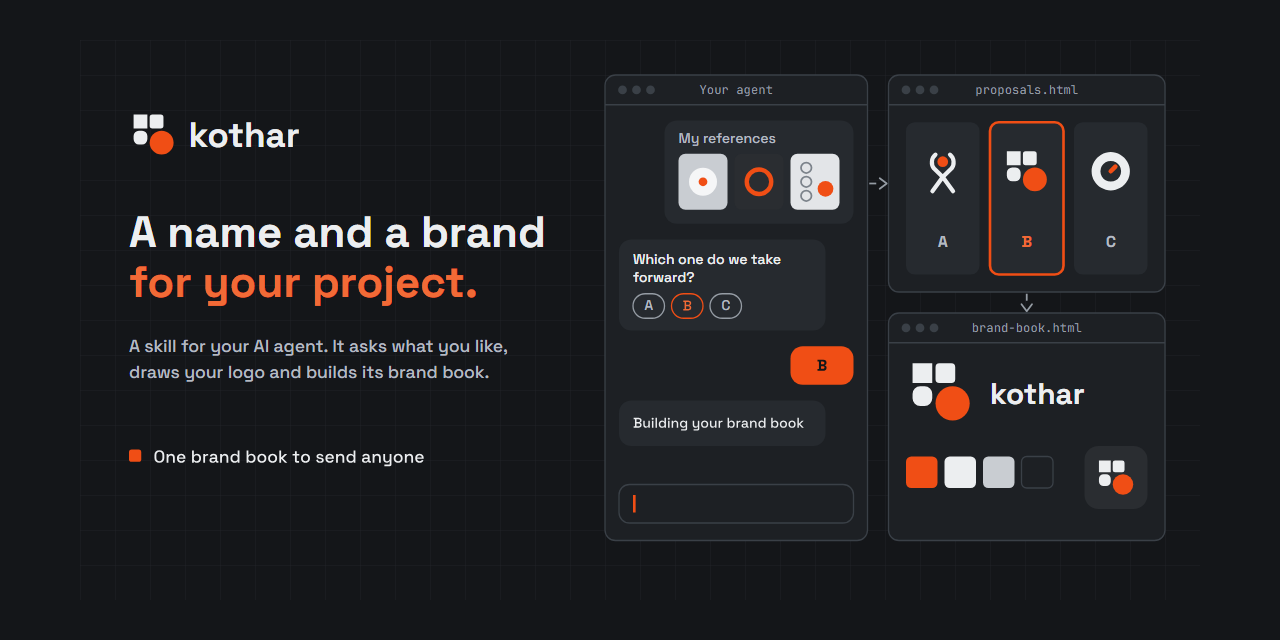 kothar
A name and a brand
for your project.
A skill for your AI agent. It asks what you like,
draws your logo and builds its brand book.
One brand book to send anyone
Your agent
My references
Which one do we take
forward?
A B C
B
Building your brand book
proposals.html
A B C
brand-book.html
kothar